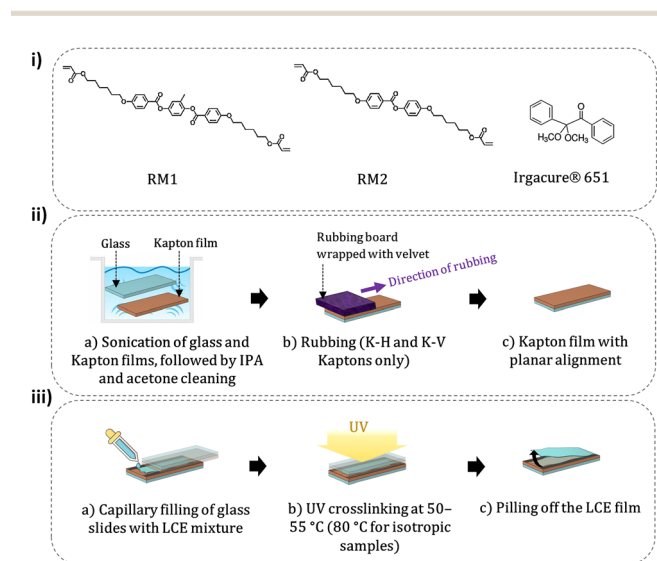 i)
RM1
RM2
Irgacure® 651
H₃CO OCH₃
O
ii)
Glass
Kapton film
a) Sonication of glass and
Kapton films, followed by IPA
and acetone cleaning
Rubbing board
wrapped with velvet
Direction of rubbing
b) Rubbing (K-H and K-V
Kaptons only)
c) Kapton film with
planar alignment
iii)
a) Capillary filling of glass
slides with LCE mixture
UV
b) UV crosslinking at 50–
55 °C (80 °C for isotropic
samples)
c) Pilling off the LCE film